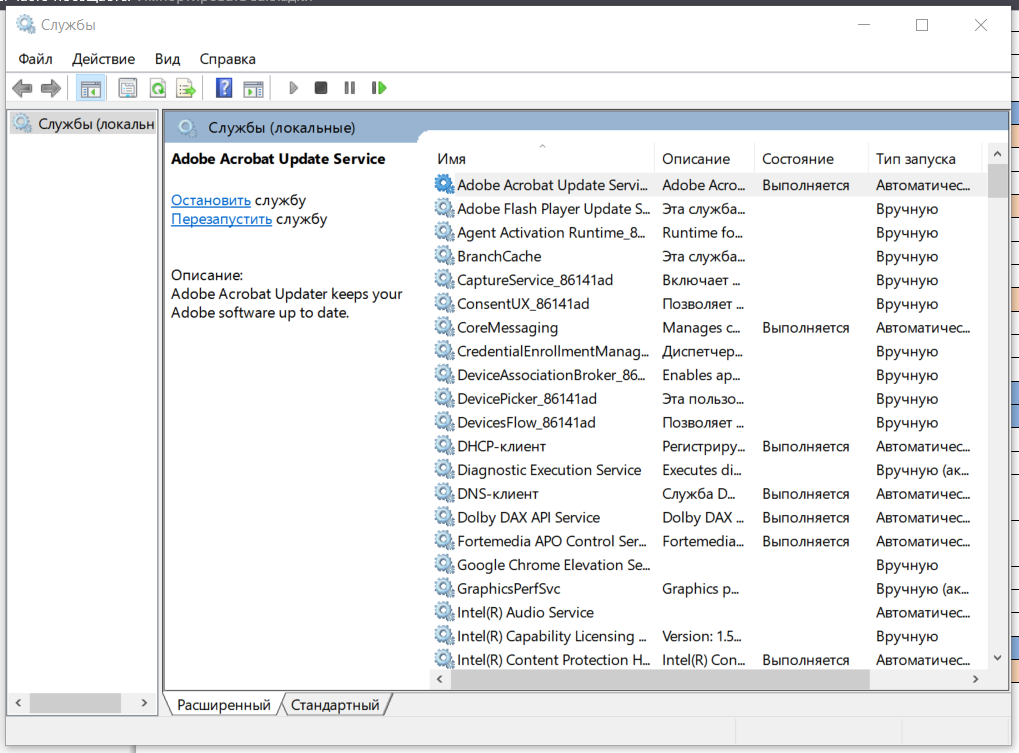 Службы
Файл Действие Вид Справка
Службы (локальн
Службы (локальные)
Adobe Acrobat Update Service
Остановить службу
Перезапустить службу
Описание:
Adobe Acrobat Updater keeps your
Adobe software up to date.
Имя Описание Состояние Тип запуска
Adobe Acrobat Update Servi... Adobe Acro... Выполняется Автоматичес...
Adobe Flash Player Update S... Эта служба... Вручную
Agent Activation Runtime_8... Runtime fo... Вручную
BranchCache Эта служба... Вручную
CaptureService_86141ad Включает ... Вручную
ConsentUX_86141ad Позволяет ... Вручную
CoreMessaging Manages c... Выполняется Автоматичес...
CredentialEnrollmentManag... Диспетчер... Вручную
DeviceAssociationBroker_86... Enables ap... Вручную
DevicePicker_86141ad Эта пользо... Вручную
DevicesFlow_86141ad Позволяет ... Вручную
DHCP-клиент Регистриру... Выполняется Автоматичес...
Diagnostic Execution Service Executes di... Вручную (ак...
DNS-клиент Служба D... Выполняется Автоматичес...
Dolby DAX API Service Dolby DAX ... Выполняется Автоматичес...
Fortemedia APO Control Ser... Fortemedia... Выполняется Автоматичес...
Google Chrome Elevation Se... Вручную
GraphicsPerfSvc Graphics p... Вручную (ак...
Intel(R) Audio Service Автоматичес...
Intel(R) Capability Licensing ... Version: 1.5... Вручную
Intel(R) Content Protection H... Intel(R) Con... Выполняется Автоматичес...
Расширенный Стандартный